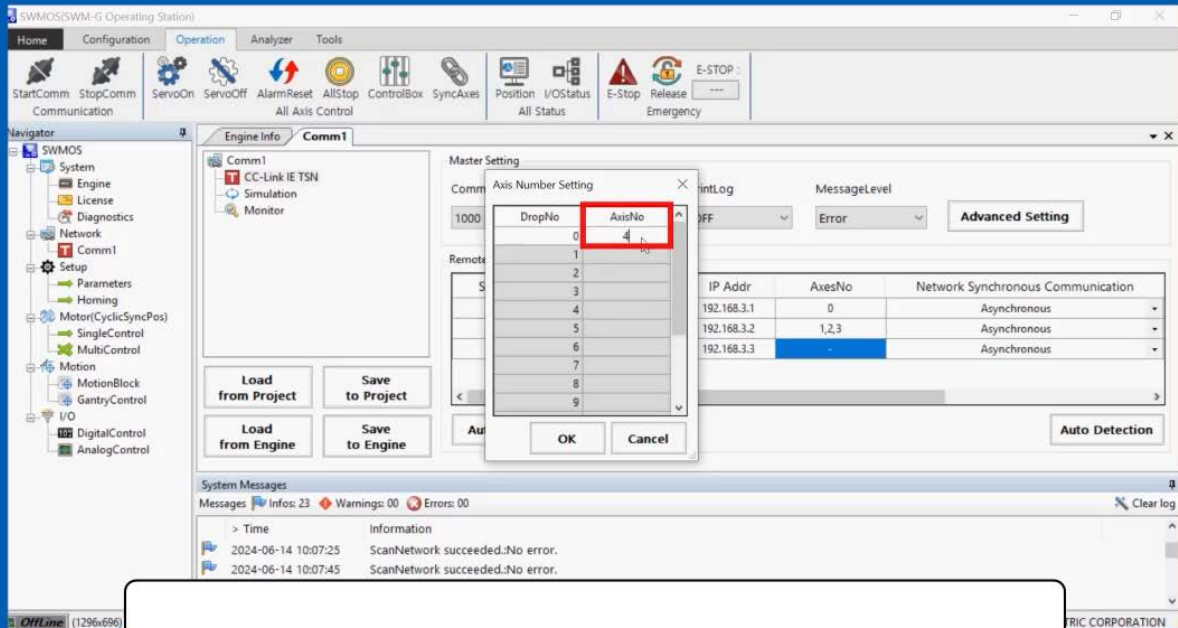 SWMOS(SWM-G Operating Station)
Home Configuration Operation Analyzer Tools
StartComm StopComm ServoOn ServoOff AlarmReset AllStop ControlBox SyncAxes Position I/OStatus E-Stop Release E-STOP : ---
Communication All Axis Control All Status Emergency
Navigator
SWMOS
System
Engine
License
Diagnostics
Network
Comm1
Setup
Parameters
Homing
Motor(CyclicSyncPos)
SingleControl
MultiControl
Motion
MotionBlock
GantryControl
I/O
DigitalControl
AnalogControl
Engine Info Comm1
Comm1
CC-Link IE TSN
Simulation
Monitor
Load from Project
Save to Project
Load from Engine
Save to Engine
Master Setting
MessageLevel
1000 Error Advanced Setting
Axis Number Setting
DropNo AxisNo
0 4
1
2
3
4
5
6
7
8
9
OK Cancel
IP Addr AxesNo Network Synchronous Communication
192.168.3.1 0 Asynchronous
192.168.3.2 1,2,3 Asynchronous
192.168.3.3 - Asynchronous
Auto Detection
System Messages
Messages Infos: 23 Warnings: 00 Errors: 00 Clear log
> Time Information
2024-06-14 10:07:25 ScanNetwork succeeded.:No error.
2024-06-14 10:07:45 ScanNetwork succeeded.:No error.
OffLine (1296x696) TRIC CORPORATION